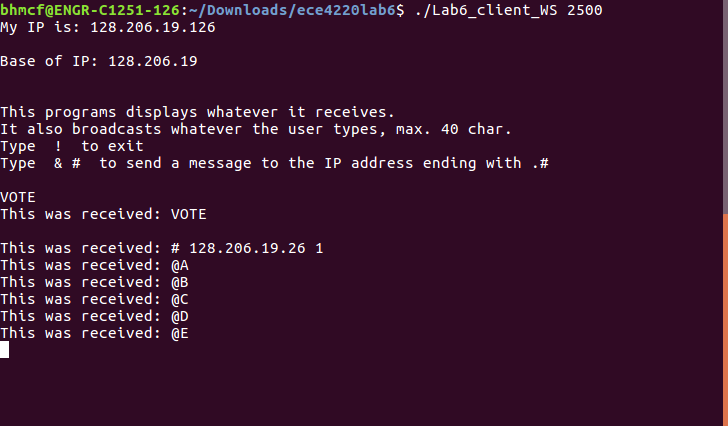 bhmcf@ENGR-C1251-126:~/Downloads/ece4220lab6$ ./Lab6_client_WS 2500
My IP is: 128.206.19.126
Base of IP: 128.206.19
This programs displays whatever it receives.
It also broadcasts whatever the user types, max. 40 char.
Type  !  to exit
Type  & #  to send a message to the IP address ending with .#
VOTE
This was received: VOTE
This was received: # 128.206.19.26 1
This was received: @A
This was received: @B
This was received: @C
This was received: @D
This was received: @E